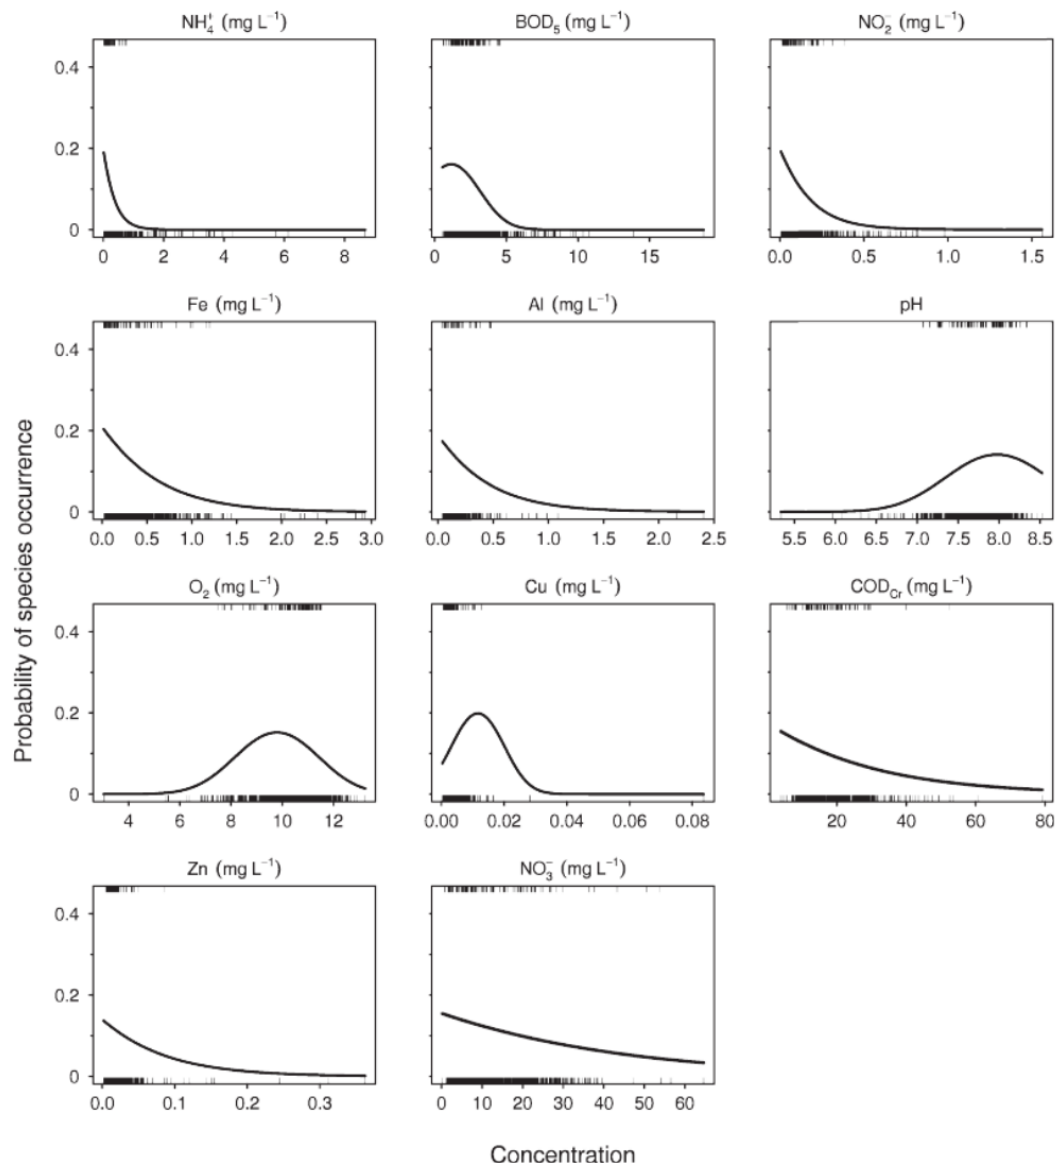 NH₄⁺ (mg L⁻¹) BOD₅ (mg L⁻¹) NO₂⁻ (mg L⁻¹)
0.4
0.2
0
0 2 4 6 8 0 5 10 15 0.0 0.5 1.0 1.5
Fe (mg L⁻¹) Al (mg L⁻¹) pH
0.4
0.2
0
0.0 0.5 1.0 1.5 2.0 2.5 3.0 0.0 0.5 1.0 1.5 2.0 2.5 5.5 6.0 6.5 7.0 7.5 8.0 8.5
Probability of species occurrence
O₂ (mg L⁻¹) Cu (mg L⁻¹) COD_Cr (mg L⁻¹)
0.4
0.2
0
4 6 8 10 12 0.00 0.02 0.04 0.06 0.08 20 40 60 80
Zn (mg L⁻¹) NO₃⁻ (mg L⁻¹)
0.4
0.2
0
0.0 0.1 0.2 0.3 0 10 20 30 40 50 60
Concentration